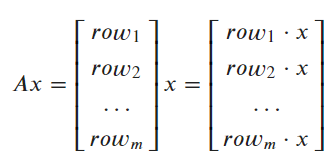 row₁ row₁ · x
row₂ row₂ · x
Ax = x =
... ...
rowₘ rowₘ · x